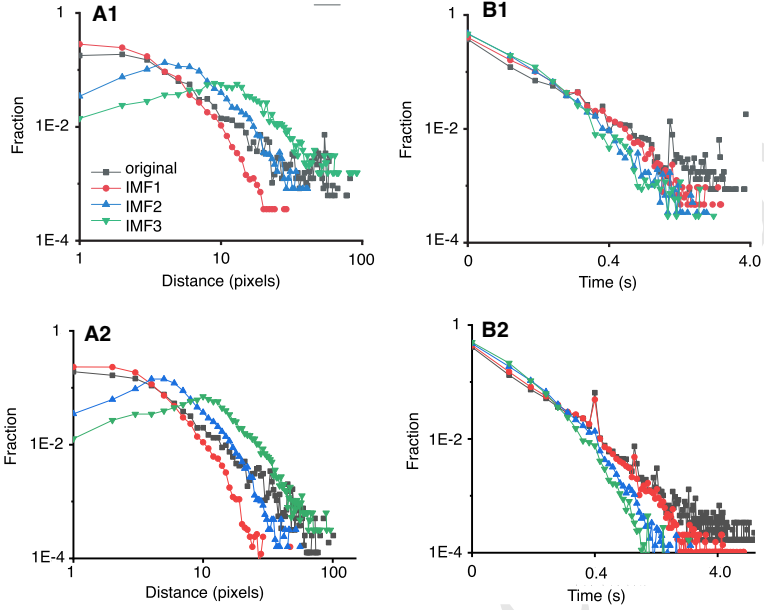 A1
1
1E-2
1E-4
Fraction
original
IMF1
IMF2
IMF3
1
10
100
Distance (pixels)
B1
1
1E-2
1E-4
Fraction
0
0.4
4.0
Time (s)
A2
1
1E-2
1E-4
Fraction
1
10
100
Distance (pixels)
B2
1
1E-2
1E-4
Fraction
0
0.4
4.0
Time (s)